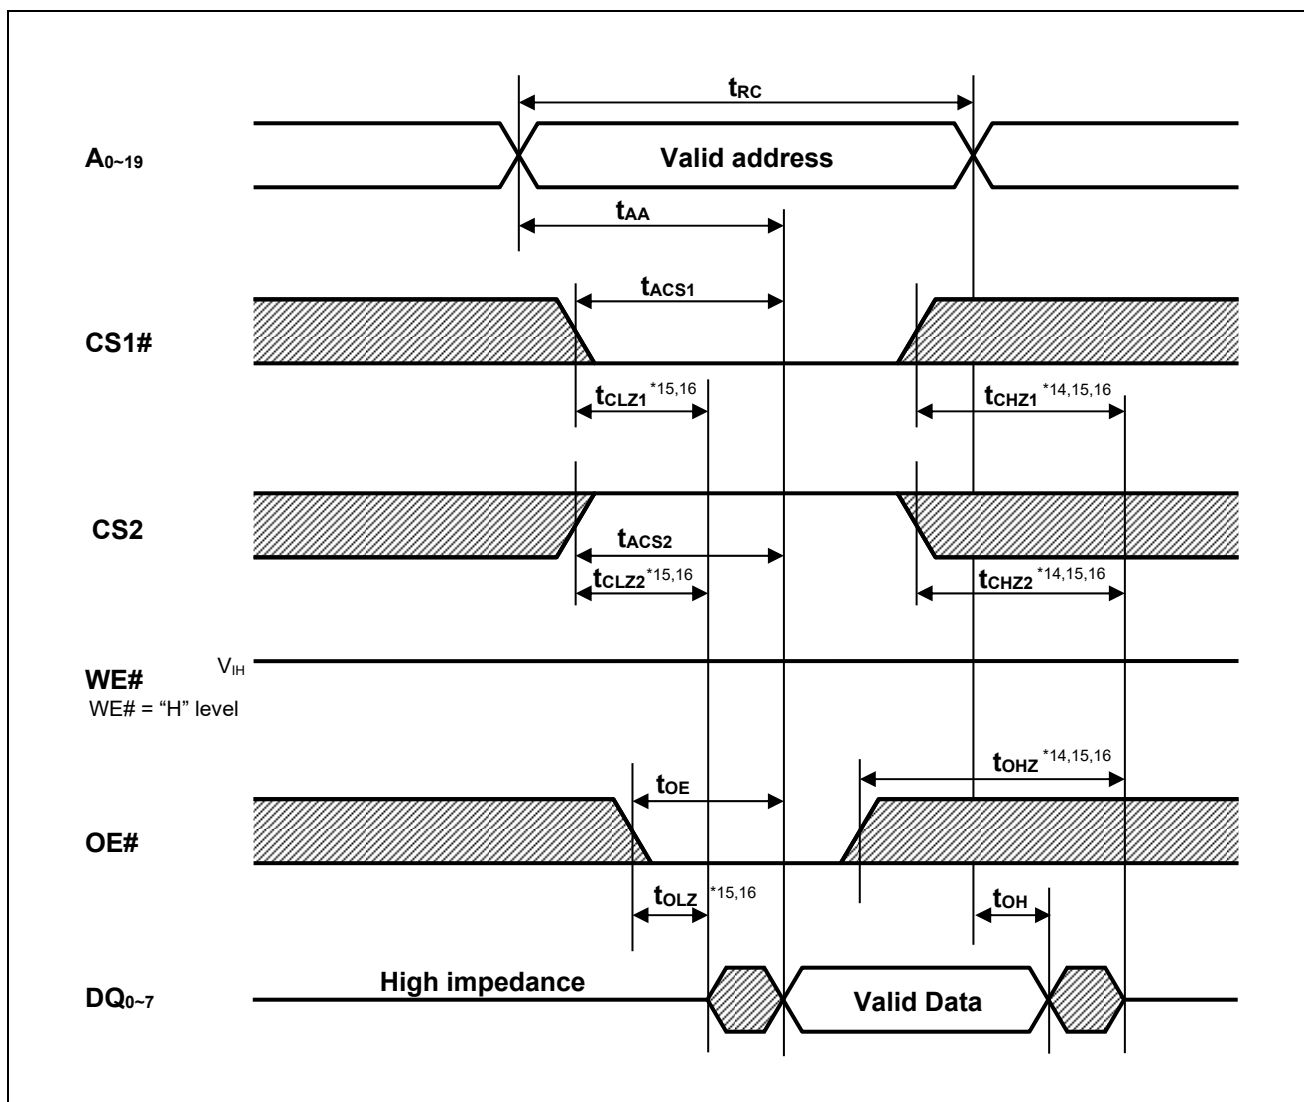 tRC
A0~19
Valid address
tAA
tACS1
CS1#
tCLZ1 *15,16
tCHZ1 *14,15,16
CS2
tACS2
tCLZ2 *15,16
tCHZ2 *14,15,16
VIH
WE#
WE# = “H” level
tOHZ *14,15,16
tOE
OE#
tOLZ *15,16
tOH
High impedance
DQ0~7
Valid Data